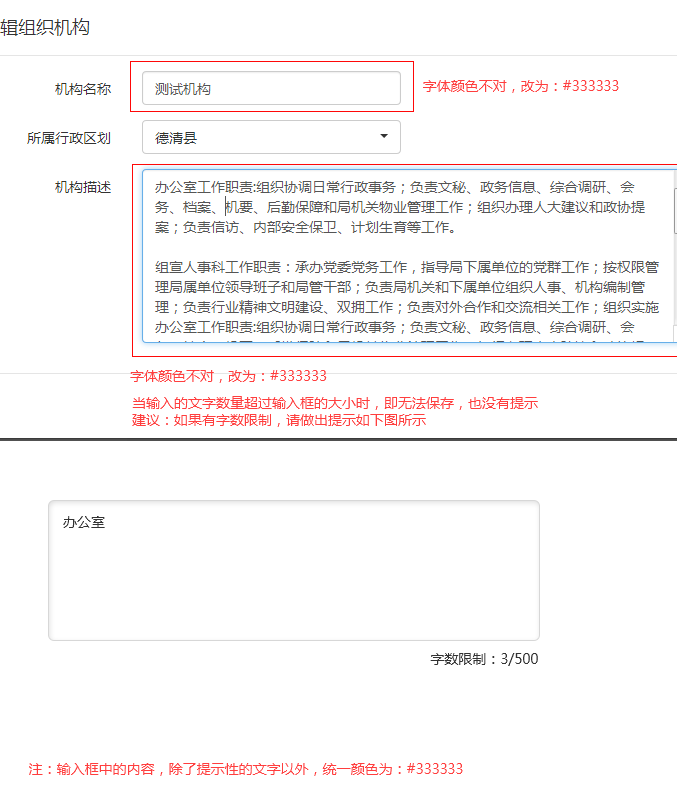 辑组织机构
机构名称
测试机构
字体颜色不对，改为：#333333
所属行政区划
德清县
机构描述
办公室工作职责:组织协调日常行政事务；负责文秘、政务信息、综合调研、会
务、档案、机要、后勤保障和局机关物业管理工作；组织办理人大建议和政协提
案；负责信访、内部安全保卫、计划生育等工作。
组宣人事科工作职责：承办党委党务工作，指导局下属单位的党群工作；按权限管
理局属单位领导班子和局管干部；负责局机关和下属单位组织人事、机构编制管
理；负责行业精神文明建设、双拥工作；负责对外合作和交流相关工作；组织实施
办公室工作职责:组织协调日常行政事务；负责文秘、政务信息、综合调研、会
字体颜色不对，改为：#333333
当输入的文字数量超过输入框的大小时，即无法保存，也没有提示
建议：如果有字数限制，请做出提示如下图所示
办公室
字数限制：3/500
注：输入框中的内容，除了提示性的文字以外，统一颜色为：#333333